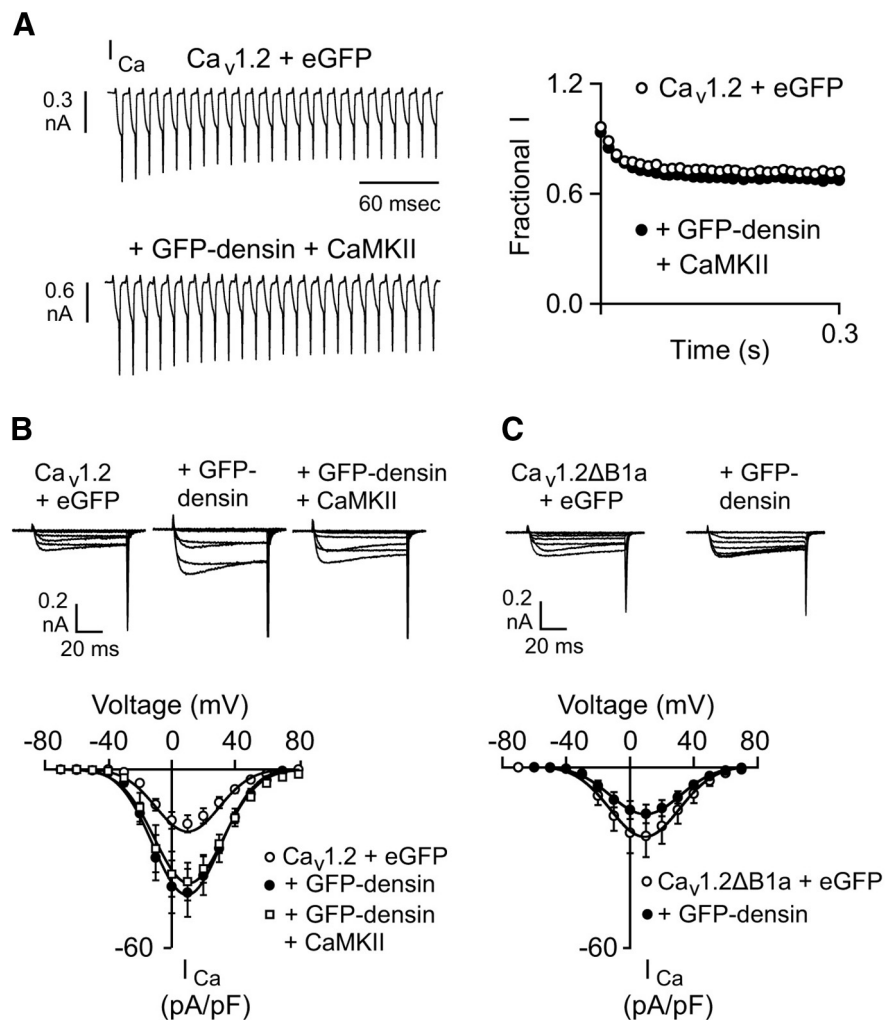 A
I Ca
Cav1.2 + eGFP
0.3
nA
60 msec
+ GFP-densin + CaMKII
0.6
nA
Fractional I
1.2
0.6
0.0
Cav1.2 + eGFP
+ GFP-densin
+ CaMKII
0.3
Time (s)
B
Cav1.2
+ eGFP
+ GFP-
densin
+ GFP-densin
+ CaMKII
0.2
nA
20 ms
Voltage (mV)
-80 -40 0 40 80
Cav1.2 + eGFP
+ GFP-densin
+ GFP-densin
+ CaMKII
-60
I Ca
(pA/pF)
C
Cav1.2ΔB1a
+ eGFP
+ GFP-
densin
0.2
nA
20 ms
Voltage (mV)
-80 -40 0 40 80
Cav1.2ΔB1a + eGFP
+ GFP-densin
-60
I Ca
(pA/pF)